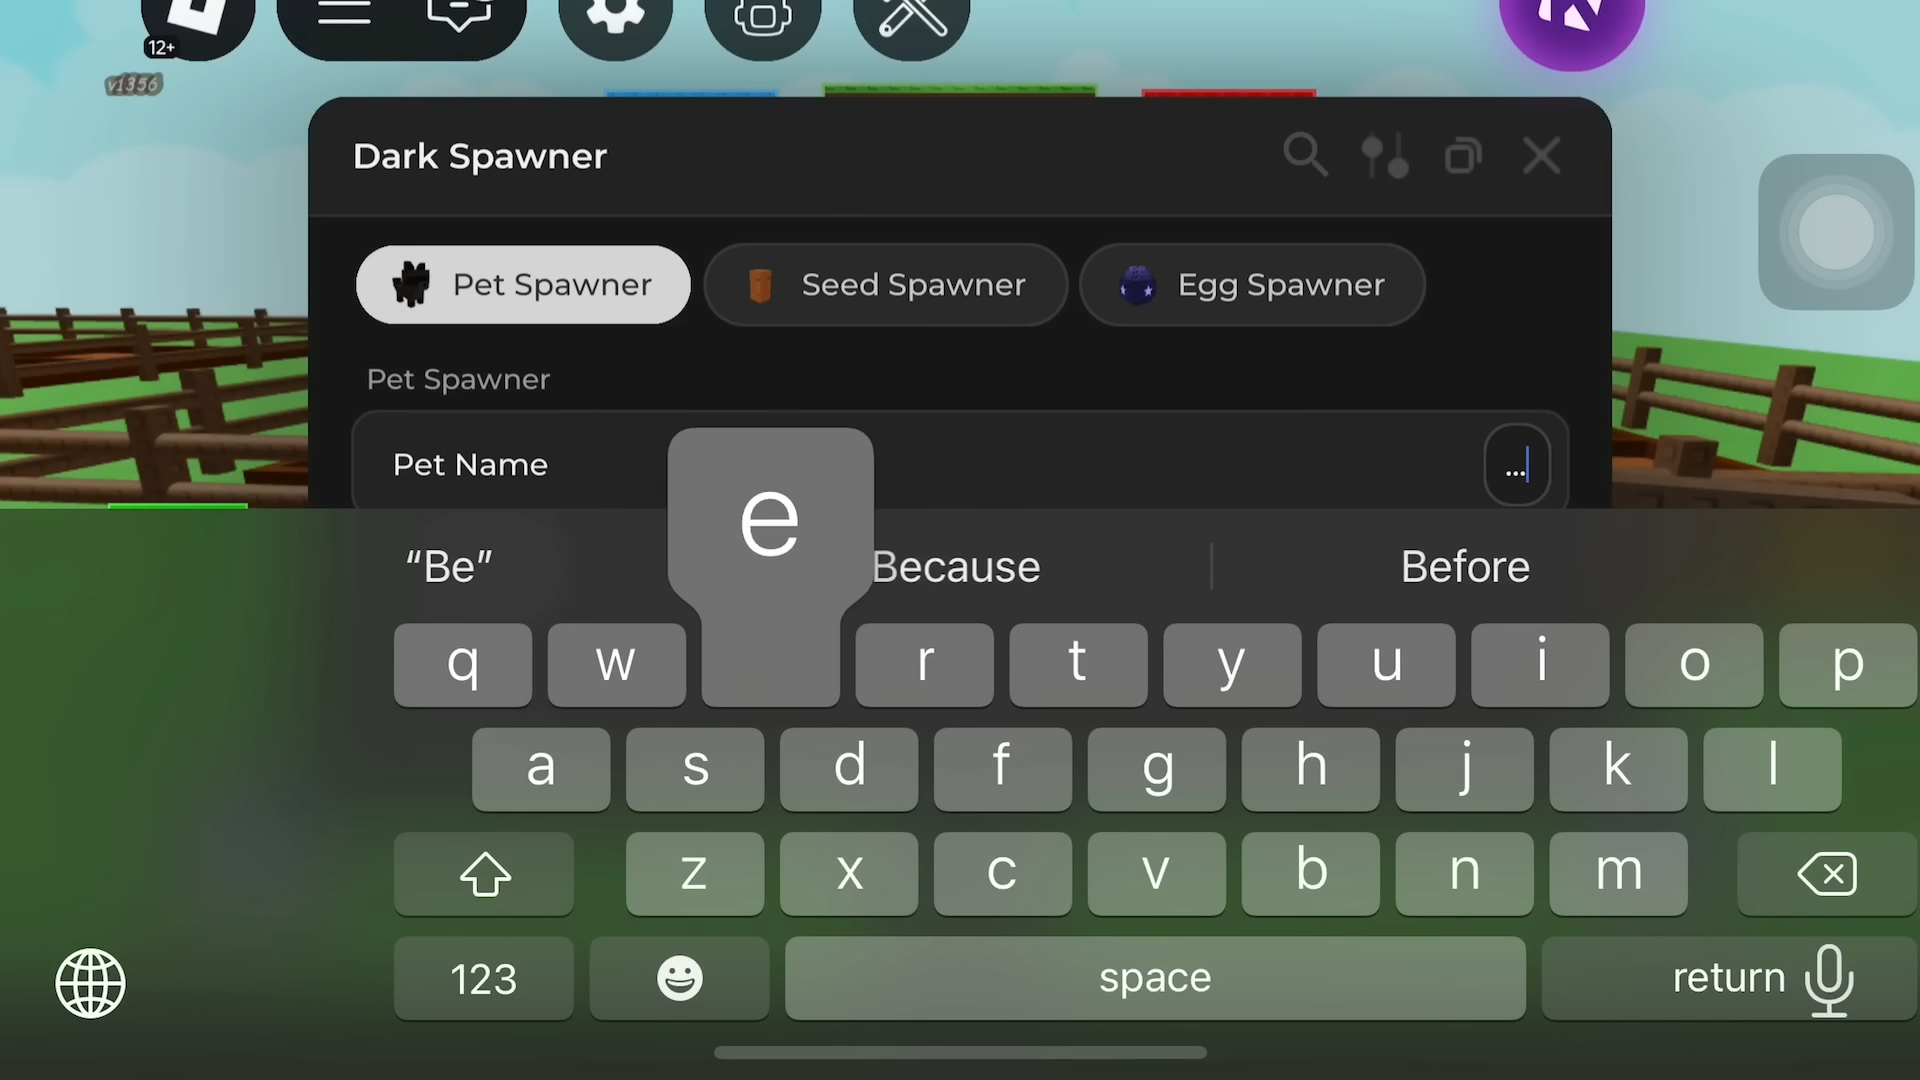 12+
v1356
Dark Spawner
Pet Spawner
Seed Spawner
Egg Spawner
Pet Spawner
Pet Name
...
e
“Be”
Because
Before
q w r t y u i o p
a s d f g h j k l
z x c v b n m
123
space
return